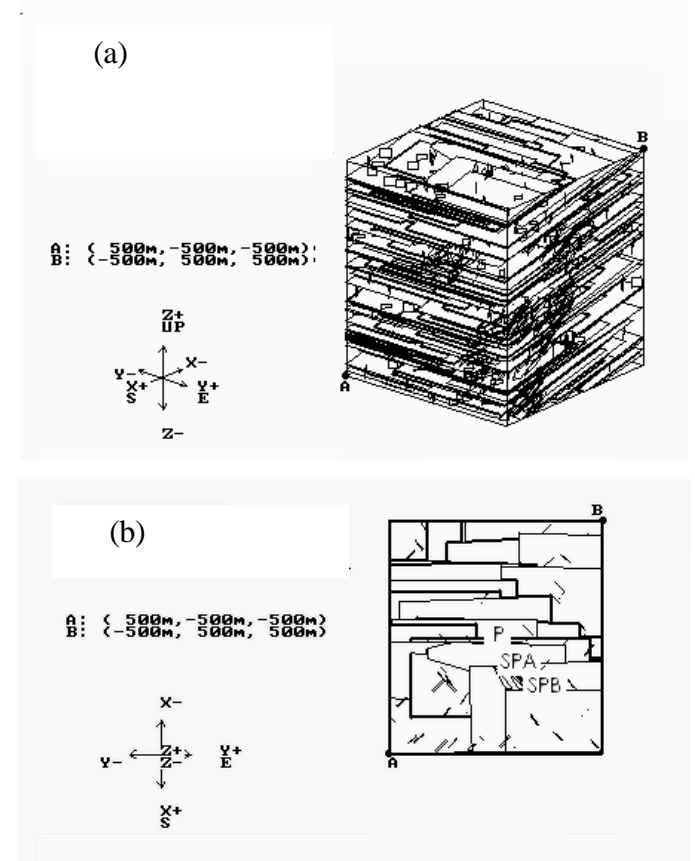 (a)
B
A: ( 500m,-500m,-500m)
B: (-500m, 500m, 500m)
Z+
UP
X-
Y-
X+
Y+
S
E
A
Z-
(b)
B
A: ( 500m,-500m,-500m)
B: (-500m, 500m, 500m)
P
SPA
SPB
X-
Z+
Y+
Y-
Z-
E
A
X+
S